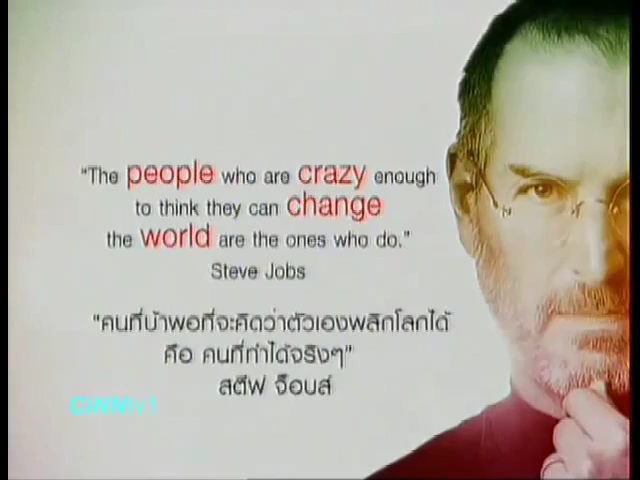 "The people who are crazy enough
to think they can change
the world are the ones who do."
Steve Jobs
"คนที่บ้าพอที่จะคิดว่าตัวเองพลิกโลกได้
คือ คนที่ทำได้จริงๆ"
สตีฟ จ็อบส์